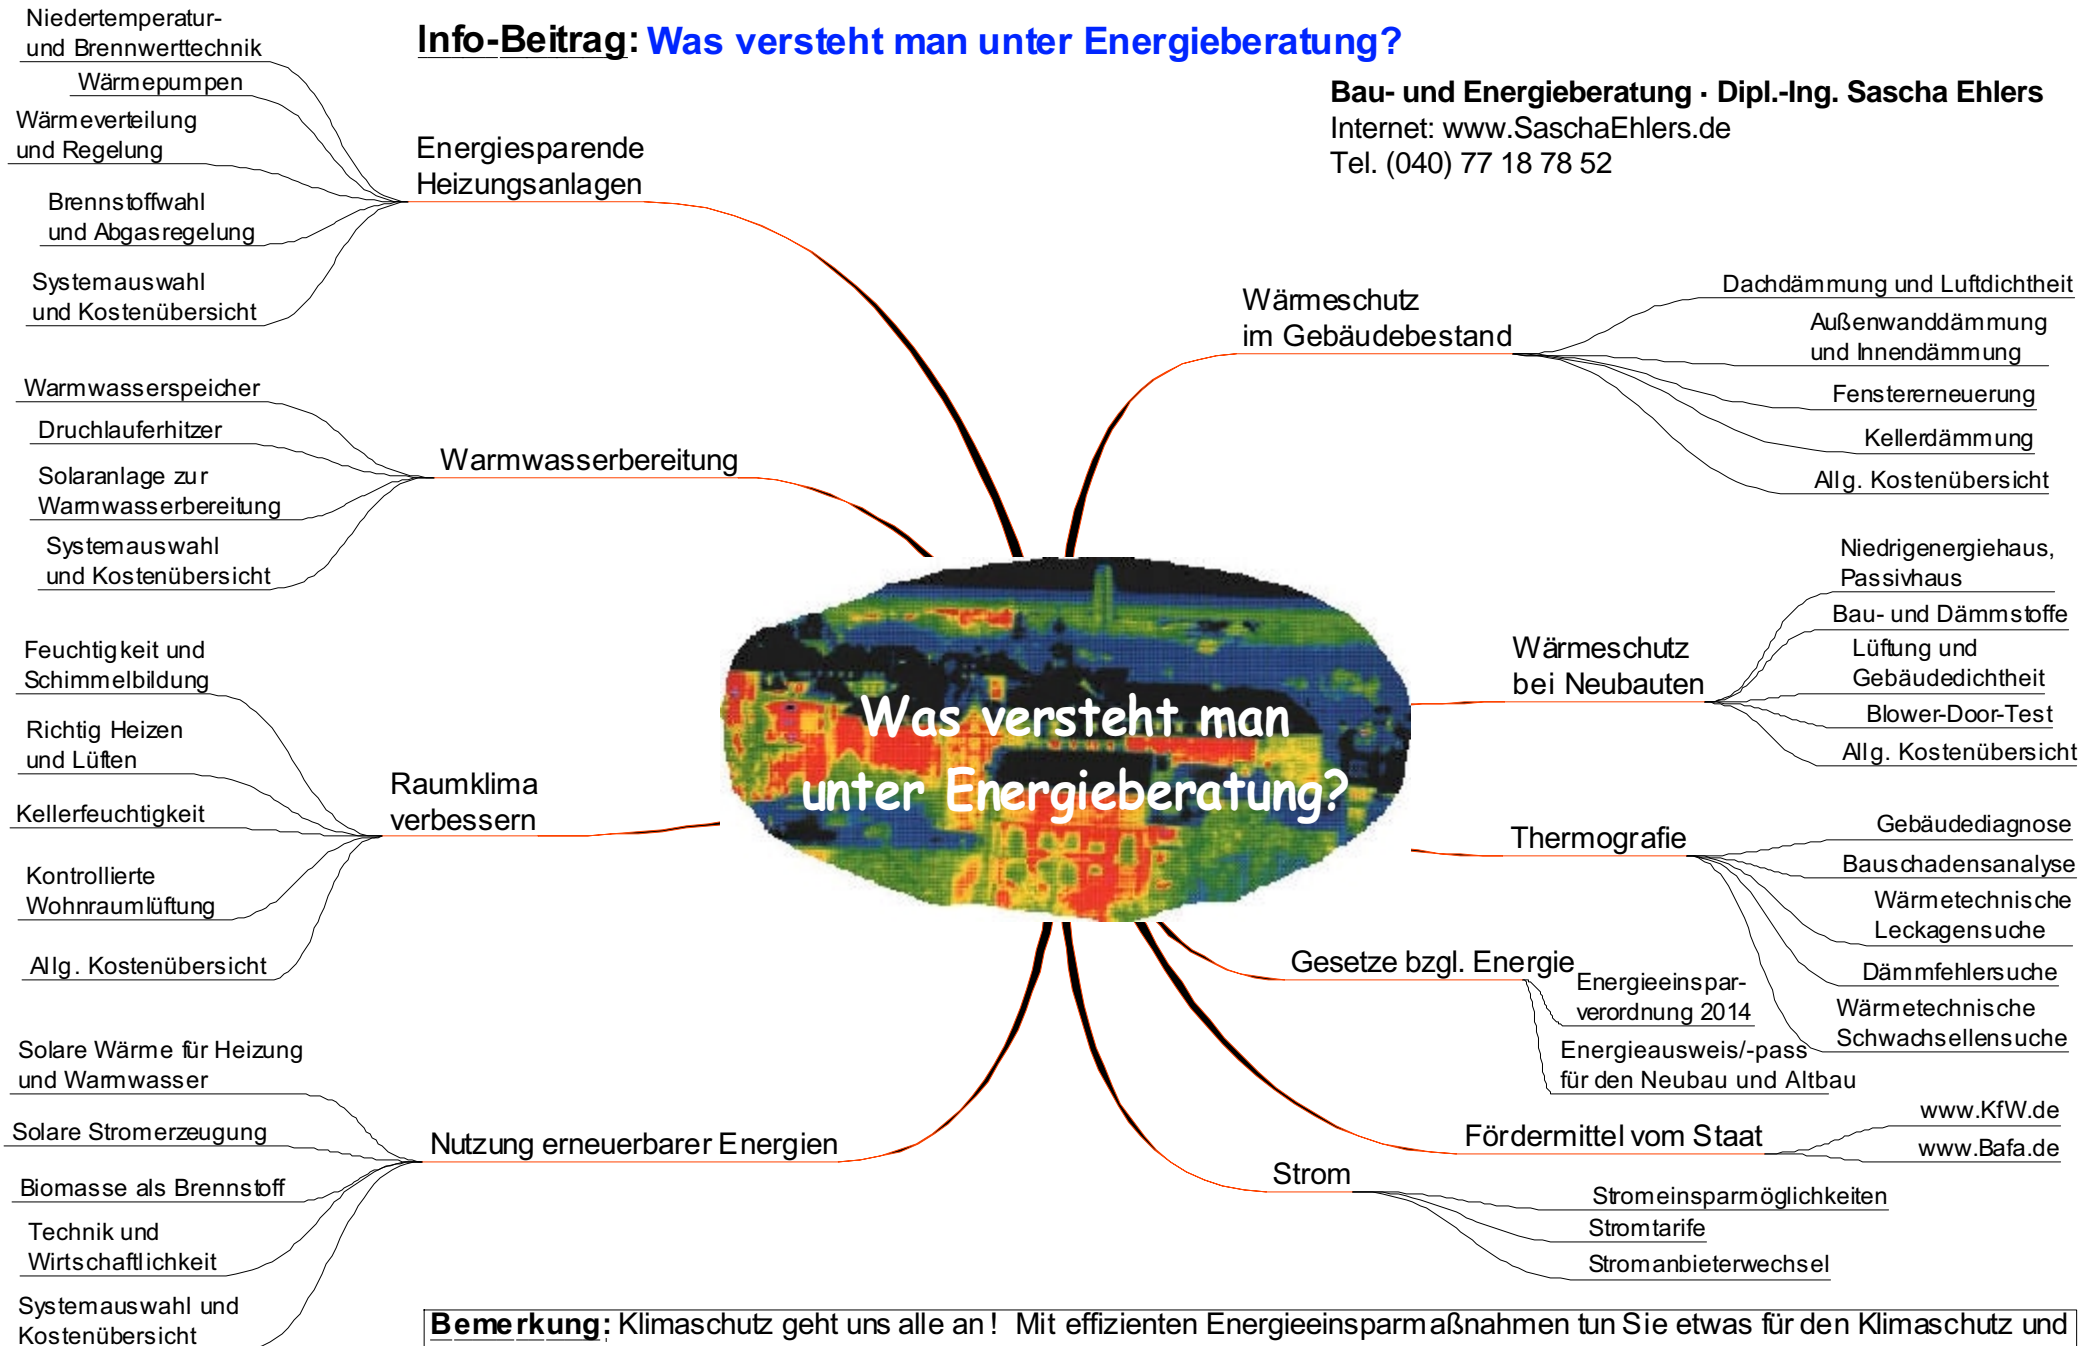 Info-Beitrag: Was versteht man unter Energieberatung?
Bau- und Energieberatung · Dipl.-Ing. Sascha Ehlers
Internet: www.SaschaEhlers.de
Tel. (040) 77 18 78 52
Niedertemperatur-
und Brennwerttechnik
Wärmepumpen
Wärmeverteilung
und Regelung
Brennstoffwahl
und Abgasregelung
Systemauswahl
und Kostenübersicht
Energiesparende
Heizungsanlagen
Warmwasserspeicher
Druchlauferhitzer
Solaranlage zur
Warmwasserbereitung
Systemauswahl
und Kostenübersicht
Warmwasserbereitung
Feuchtigkeit und
Schimmelbildung
Richtig Heizen
und Lüften
Kellerfeuchtigkeit
Kontrollierte
Wohnraumlüftung
Allg. Kostenübersicht
Raumklima
verbessern
Solare Wärme für Heizung
und Warmwasser
Solare Stromerzeugung
Biomasse als Brennstoff
Technik und
Wirtschaftlichkeit
Systemauswahl und
Kostenübersicht
Nutzung erneuerbarer Energien
Was versteht man
unter Energieberatung?
Wärmeschutz
im Gebäudebestand
Dachdämmung und Luftdichtheit
Außenwanddämmung
und Innendämmung
Fenstererneuerung
Kellerdämmung
Allg. Kostenübersicht
Wärmeschutz
bei Neubauten
Niedrigenergiehaus,
Passivhaus
Bau- und Dämmstoffe
Lüftung und
Gebäudedichtheit
Blower-Door-Test
Allg. Kostenübersicht
Thermografie
Gebäudediagnose
Bauschadensanalyse
Wärmetechnische
Leckagensuche
Dämmfehlersuche
Wärmetechnische
Schwachsellensuche
Gesetze bzgl. Energie
Energieeinspar-
verordnung 2014
Energieausweis/-pass
für den Neubau und Altbau
Fördermittel vom Staat
www.KfW.de
www.Bafa.de
Strom
Stromeinsparmöglichkeiten
Stromtarife
Stromanbieterwechsel
Bemerkung: Klimaschutz geht uns alle an! Mit effizienten Energieeinsparmaßnahmen tun Sie etwas für den Klimaschutz und